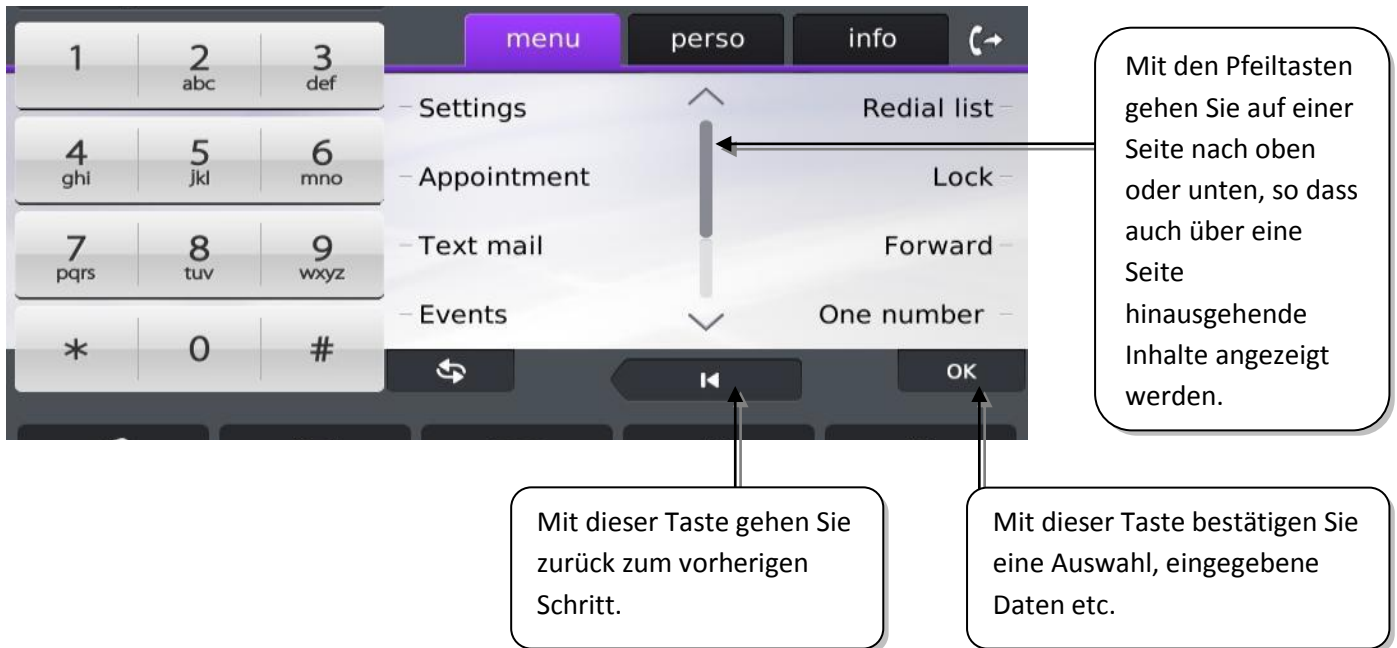 menu perso info
1 2 3
abc def
4 5 6
ghi jkl mno
7 8 9
pqrs tuv wxyz
* 0 #
Settings Redial list
Appointment Lock
Text mail Forward
Events One number
OK
Mit den Pfeiltasten
gehen Sie auf einer
Seite nach oben
oder unten, so dass
auch über eine
Seite
hinausgehende
Inhalte angezeigt
werden.
Mit dieser Taste gehen Sie
zurück zum vorherigen
Schritt.
Mit dieser Taste bestätigen Sie
eine Auswahl, eingegebene
Daten etc.